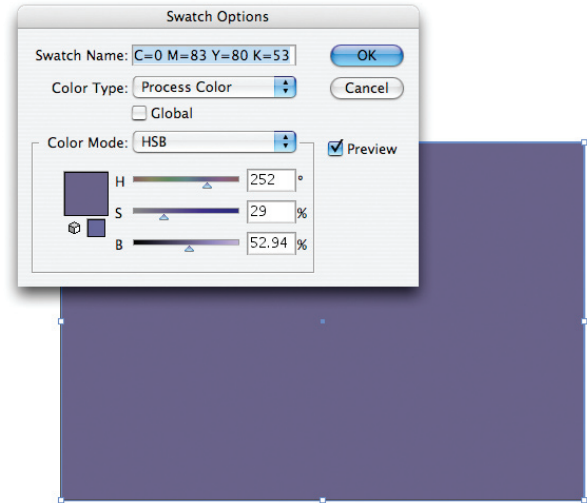 Swatch Options
Swatch Name: C=0 M=83 Y=80 K=53
OK
Color Type: Process Color
Cancel
Global
Color Mode: HSB
Preview
H 252 °
S 29 %
B 52.94 %